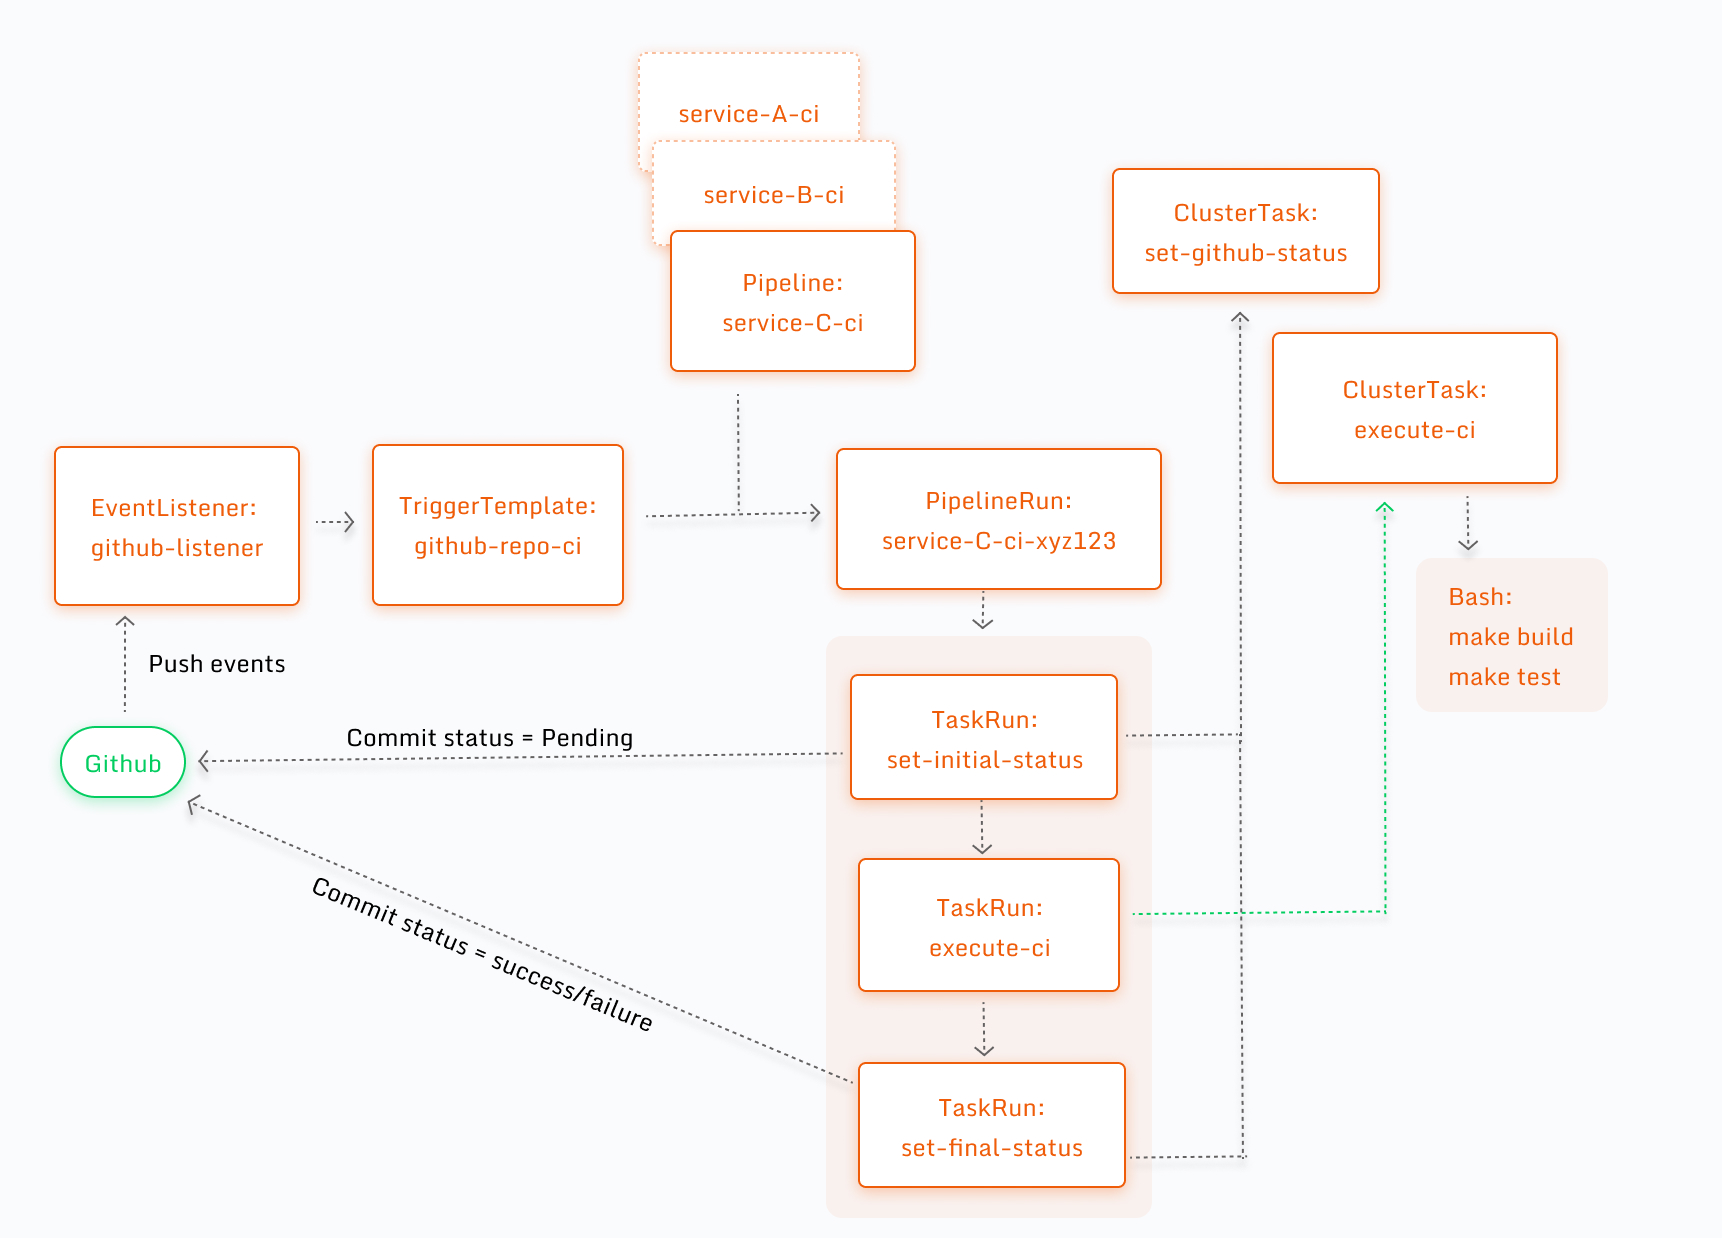 service-A-ci
service-B-ci
Pipeline:
service-C-ci
ClusterTask:
set-github-status
ClusterTask:
execute-ci
EventListener:
github-listener
TriggerTemplate:
github-repo-ci
PipelineRun:
service-C-ci-xyz123
Bash:
make build
make test
Push events
Github
Commit status = Pending
TaskRun:
set-initial-status
TaskRun:
execute-ci
Commit status = success/failure
TaskRun:
set-final-status